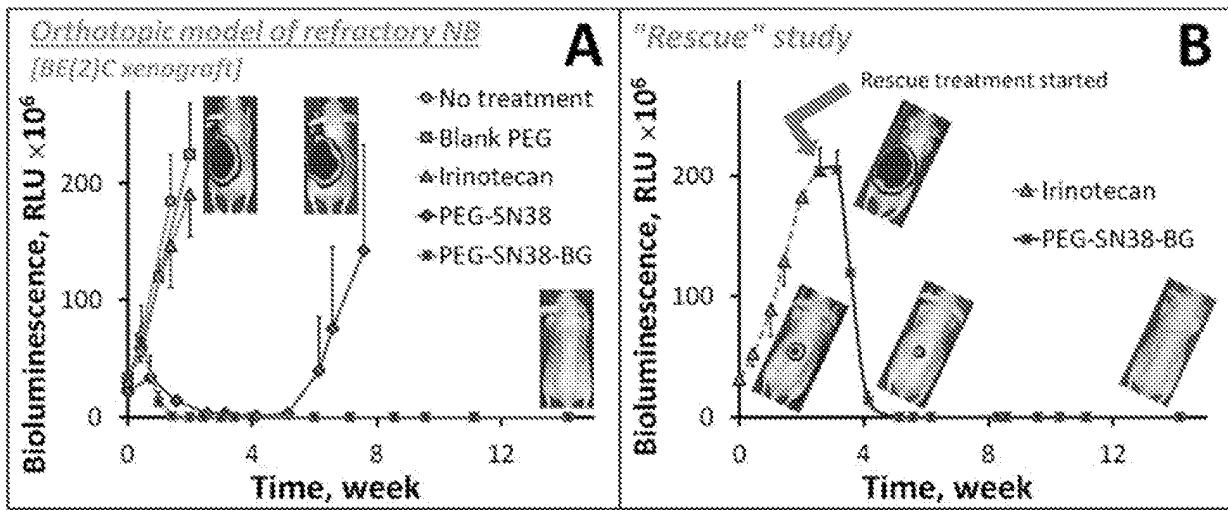 Orthotopic model of refractory NB
[BE(2)C senograft]
A
No treatment
Blank PEG
Irinotecan
PEG-SN38
PEG-SN38-BG
Bioluminescence, RLU ×10⁶
200
100
0
0 4 8 12
Time, week
"Rescue" study
B
Rescue treatment started
Irinotecan
PEG-SN38-BG
Bioluminescence, RLU ×10⁶
200
100
0
0 4 8 12
Time, week